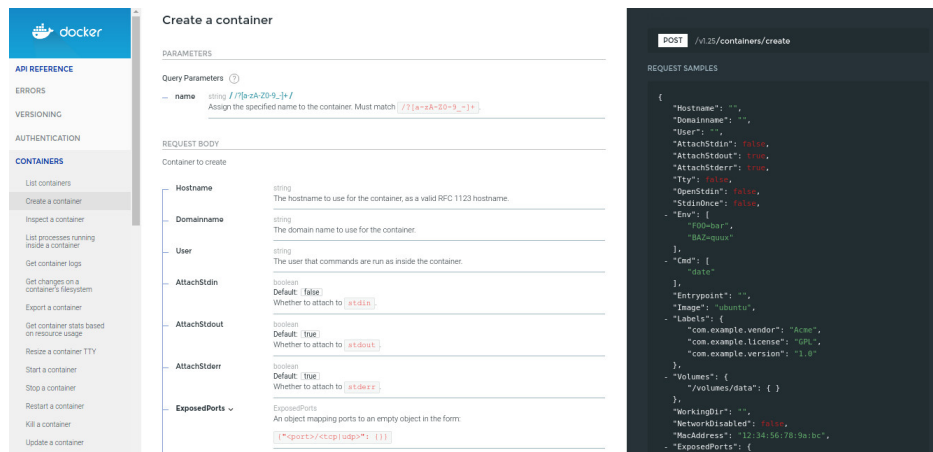 docker
API REFERENCE
ERRORS
VERSIONING
AUTHENTICATION
CONTAINERS
List containers
Create a container
Inspect a container
List processes running
inside a container
Get container logs
Get changes on a
container's filesystem
Export a container
Get container stats based
on resource usage
Resize a container TTY
Start a container
Stop a container
Restart a container
Kill a container
Update a container
Create a container
PARAMETERS
Query Parameters ?
name string / /?[a-zA-Z0-9_-]+ /
Assign the specified name to the container. Must match /?[a-zA-Z0-9_-]+ .
REQUEST BODY
Container to create
Hostname string
The hostname to use for the container, as a valid RFC 1123 hostname.
Domainname string
The domain name to use for the container.
User string
The user that commands are run as inside the container.
AttachStdin boolean
Default: false
Whether to attach to stdin .
AttachStdout boolean
Default: true
Whether to attach to stdout .
AttachStderr boolean
Default: true
Whether to attach to stderr .
ExposedPorts ExposedPorts
An object mapping ports to an empty object in the form:
{"<port>/<tcp|udp>": {}}
POST /v1.25/containers/create
REQUEST SAMPLES
{
"Hostname": "",
"Domainname": "",
"User": "",
"AttachStdin": false,
"AttachStdout": true,
"AttachStderr": true,
"Tty": false,
"OpenStdin": false,
"StdinOnce": false,
- "Env": [
"FOO=bar",
"BAZ=quux"
],
- "Cmd": [
"date"
],
"Entrypoint": "",
"Image": "ubuntu",
- "Labels": {
"com.example.vendor": "Acme",
"com.example.license": "GPL",
"com.example.version": "1.0"
},
- "Volumes": {
"/volumes/data": { }
},
"WorkingDir": "",
"NetworkDisabled": false,
"MacAddress": "12:34:56:78:9a:bc",
- "ExposedPorts": {